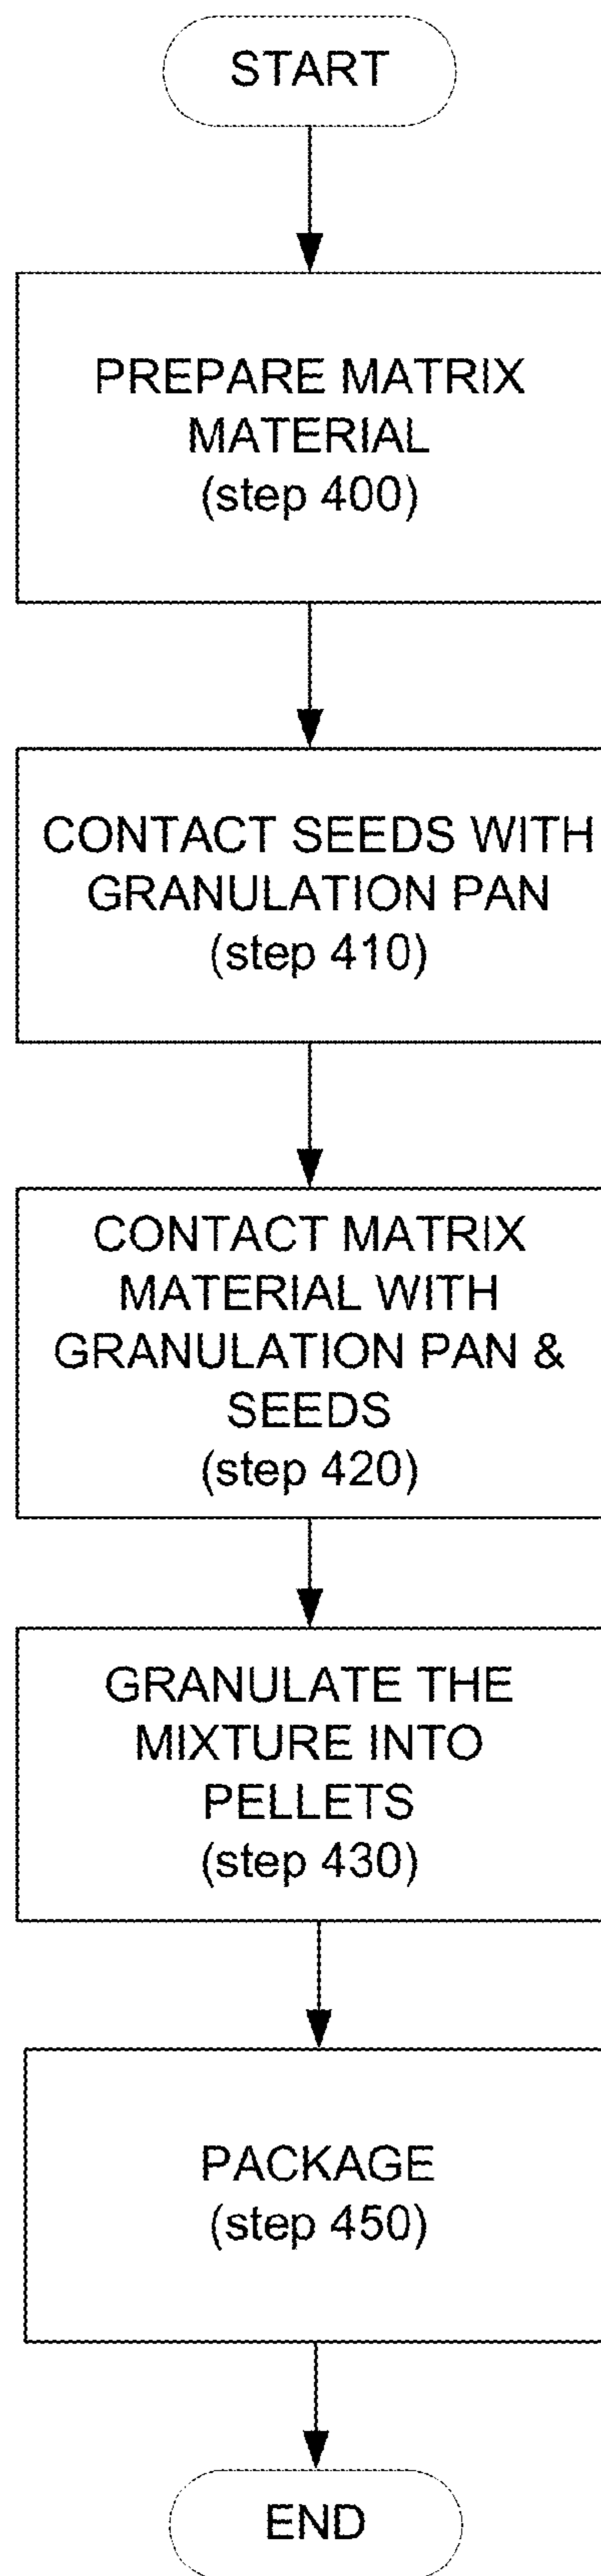 START
PREPARE MATRIX
MATERIAL
(step 400)
CONTACT SEEDS WITH
GRANULATION PAN
(step 410)
CONTACT MATRIX
MATERIAL WITH
GRANULATION PAN &
SEEDS
(step 420)
GRANULATE THE
MIXTURE INTO
PELLETS
(step 430)
PACKAGE
(step 450)
END